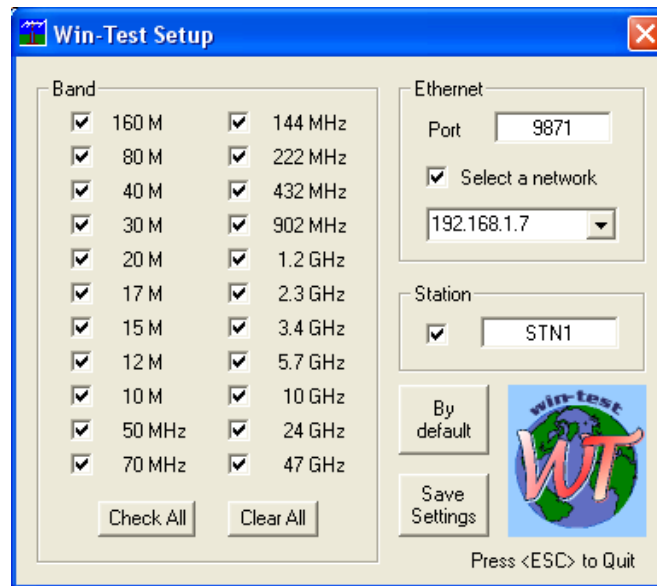 Win-Test Setup
Band
160 M
80 M
40 M
30 M
20 M
17 M
15 M
12 M
10 M
50 MHz
70 MHz
144 MHz
222 MHz
432 MHz
902 MHz
1.2 GHz
2.3 GHz
3.4 GHz
5.7 GHz
10 GHz
24 GHz
47 GHz
Check All
Clear All
Ethernet
Port 9871
Select a network
192.168.1.7
Station
STN1
By
default
Save
Settings
win-test
WT
Press <ESC> to Quit